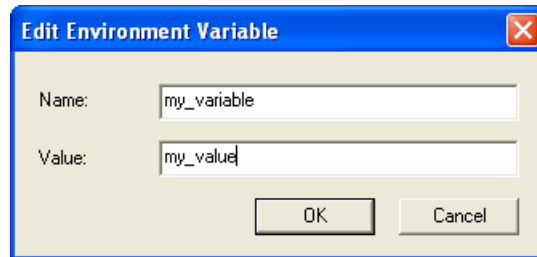 Edit Environment Variable
Name: my_variable
Value: my_value
OK Cancel